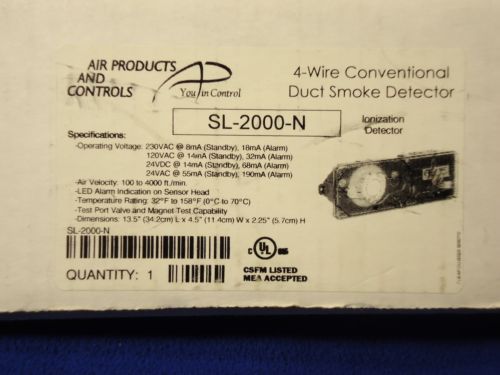 AIR PRODUCTS
AND
CONTROLS
You in Control
4-Wire Conventional
Duct Smoke Detector
SL-2000-N
Ionization
Detector
Specifications:
-Operating Voltage: 230VAC @ 8mA (Standby), 18mA (Alarm)
120VAC @ 14mA (Standby), 32mA (Alarm)
24VDC @ 14mA (Standby), 68mA (Alarm)
24VAC @ 55mA (Standby), 190mA (Alarm)
-Air Velocity: 100 to 4000 ft./min.
-LED Alarm Indication on Sensor Head
-Temperature Rating: 32°F to 158°F (0°C to 70°C)
-Test Port Valve and Magnet Test Capability
-Dimensions: 13.5" (34.2cm) L x 4.5" (11.4cm) W x 2.25" (5.7cm) H
SL-2000-N
QUANTITY: 1
C UL US
CSFM LISTED
MEA ACCEPTED